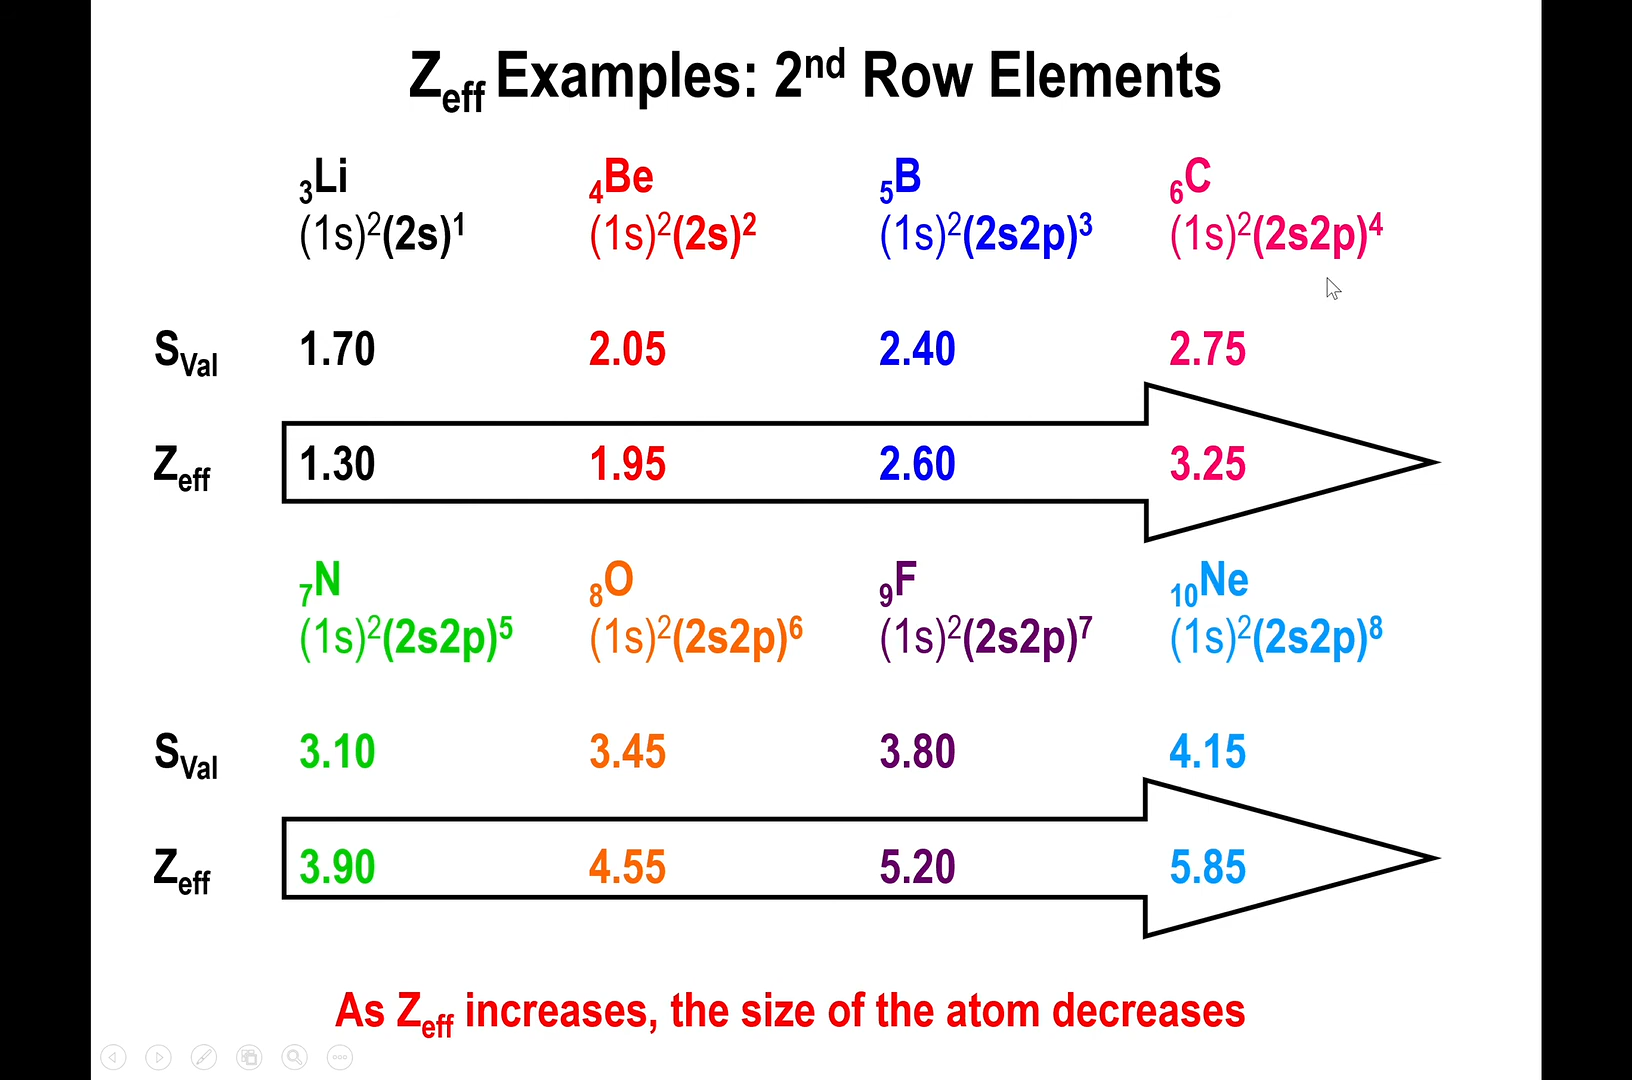 Zeff Examples: 2nd Row Elements
3Li 4Be 5B 6C
(1s)2(2s)1 (1s)2(2s)2 (1s)2(2s2p)3 (1s)2(2s2p)4
SVal 1.70 2.05 2.40 2.75
Zeff 1.30 1.95 2.60 3.25
7N 8O 9F 10Ne
(1s)2(2s2p)5 (1s)2(2s2p)6 (1s)2(2s2p)7 (1s)2(2s2p)8
SVal 3.10 3.45 3.80 4.15
Zeff 3.90 4.55 5.20 5.85
As Zeff increases, the size of the atom decreases